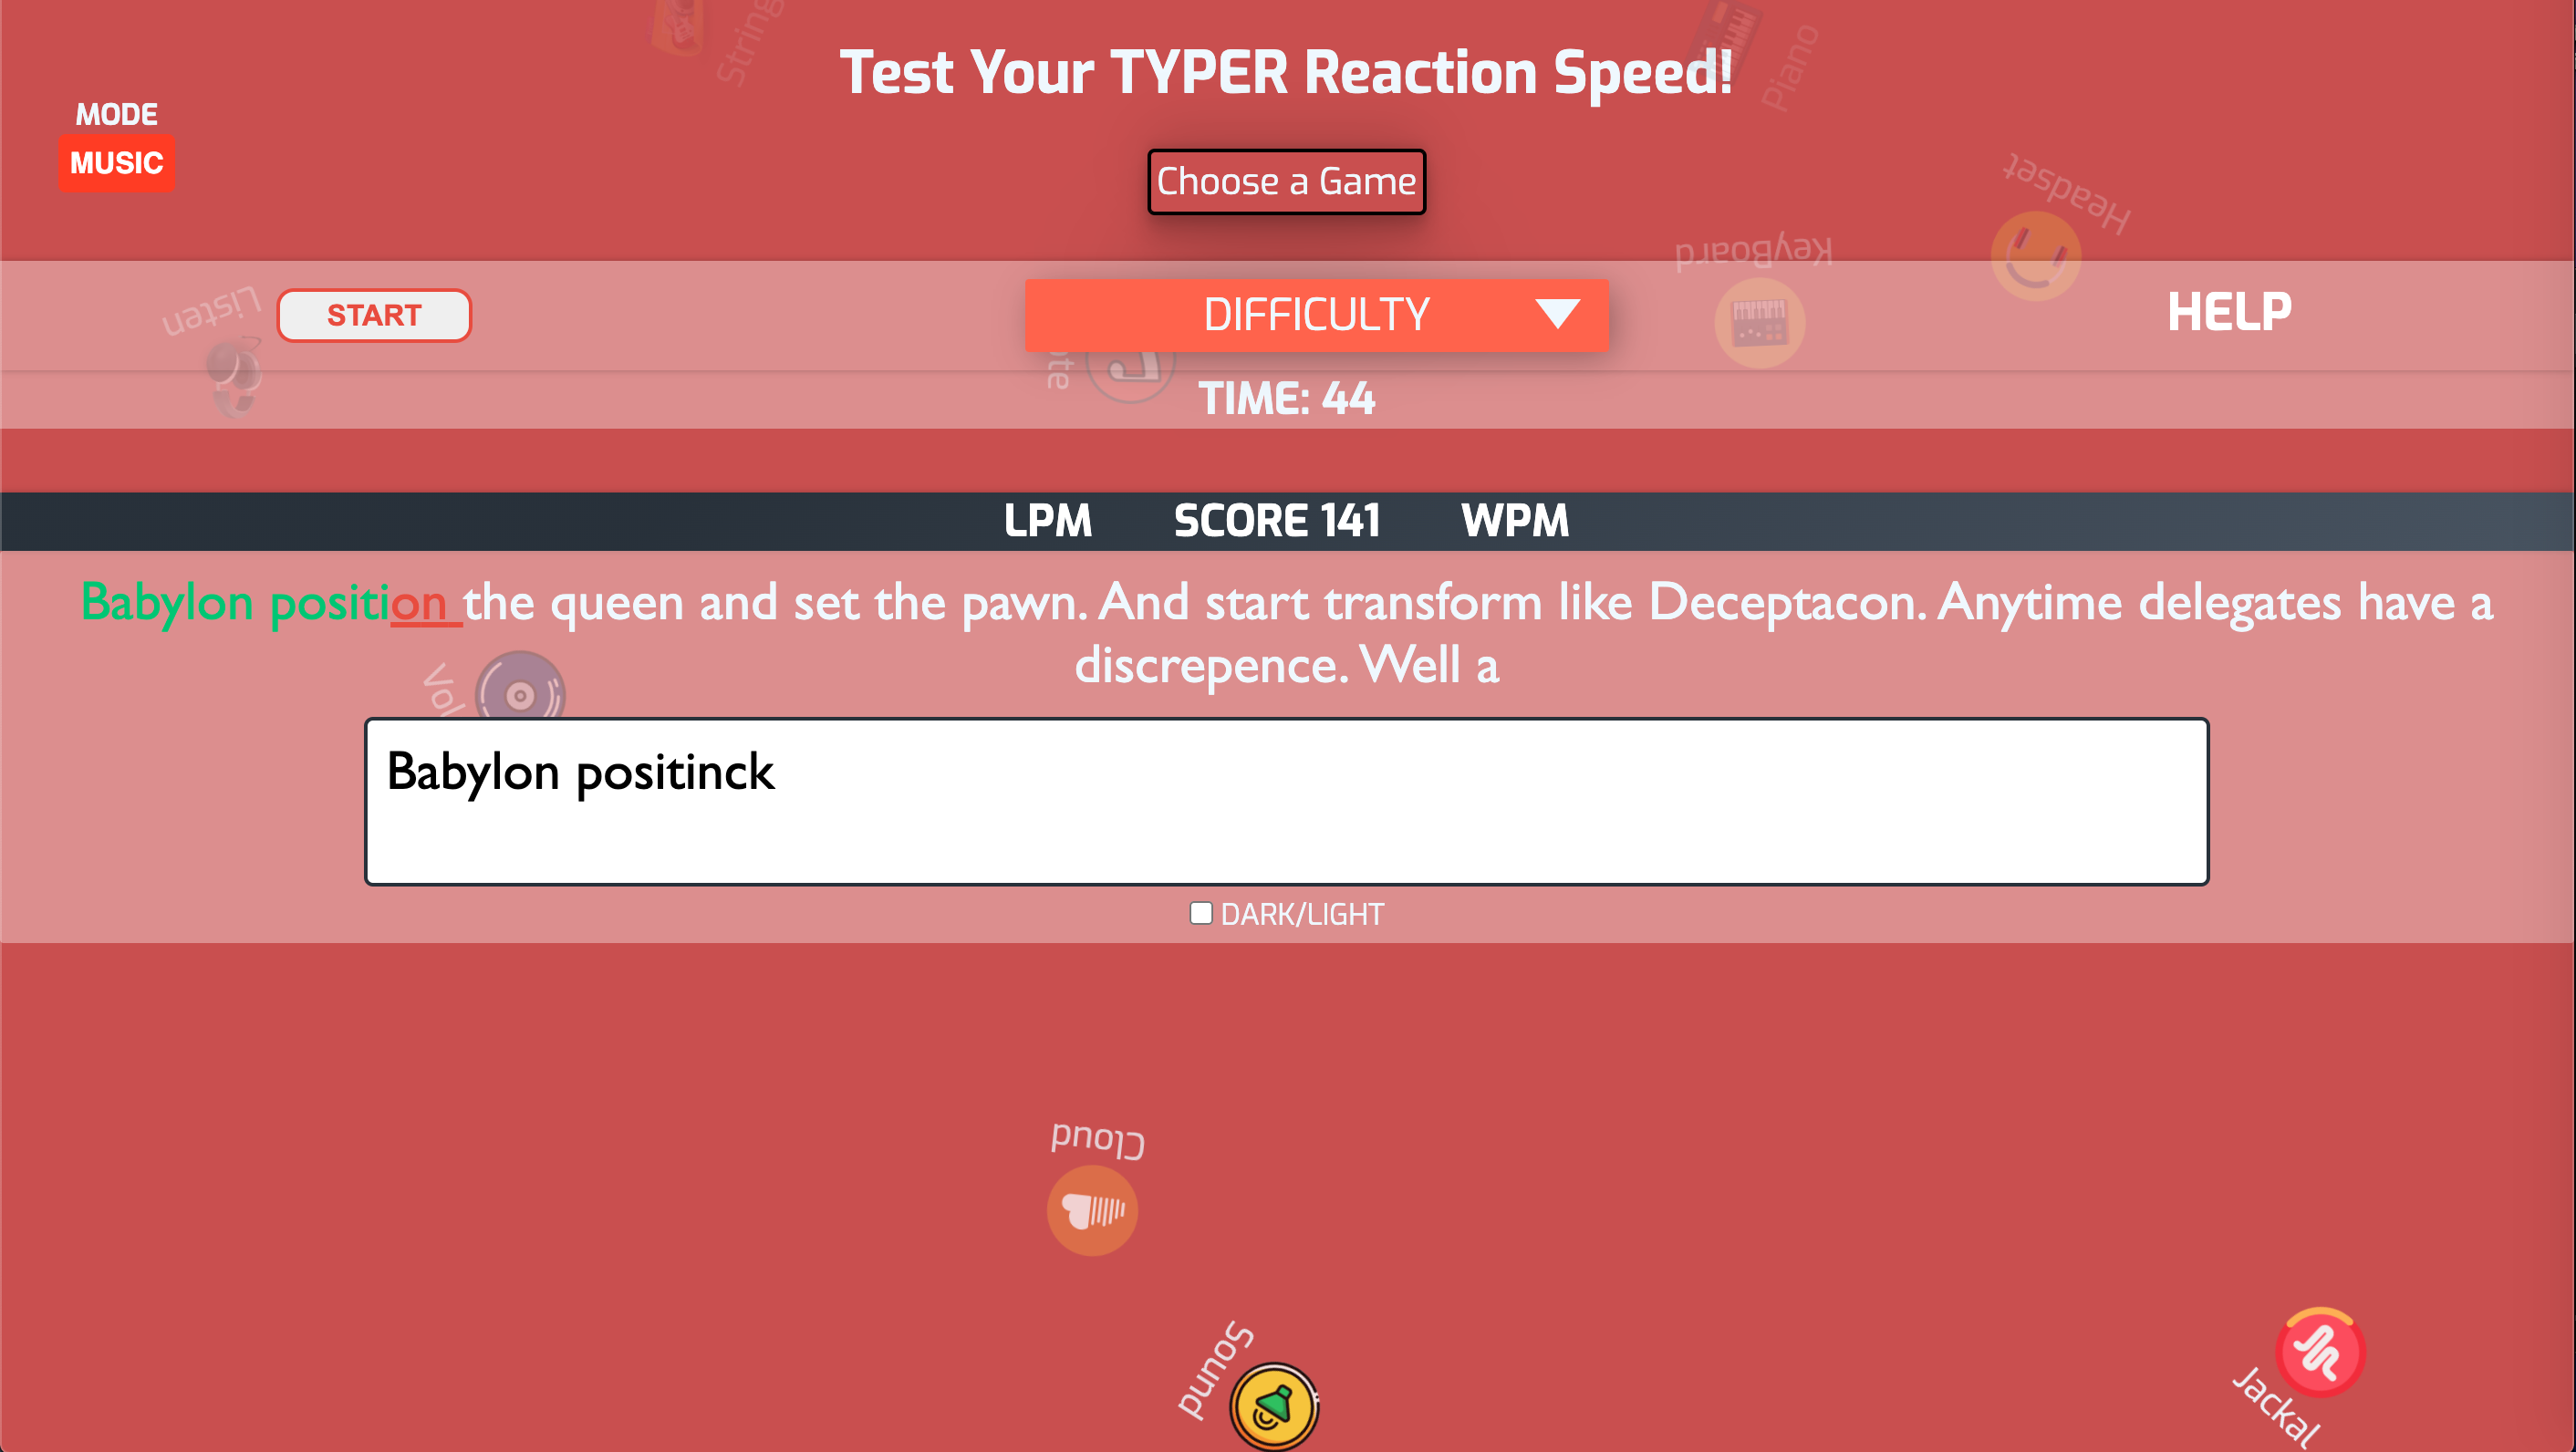 String
Piano
Test Your TYPER Reaction Speed!
MODE
MUSIC
Choose a Game
Headset
KeyBoard
Listen
START
DIFFICULTY
HELP
ote
TIME: 44
LPM SCORE 141 WPM
Babylon position the queen and set the pawn. And start transform like Deceptacon. Anytime delegates have a
discrepence. Well a
Vol
Babylon positinck
DARK/LIGHT
Cloud
Sound
Jackal